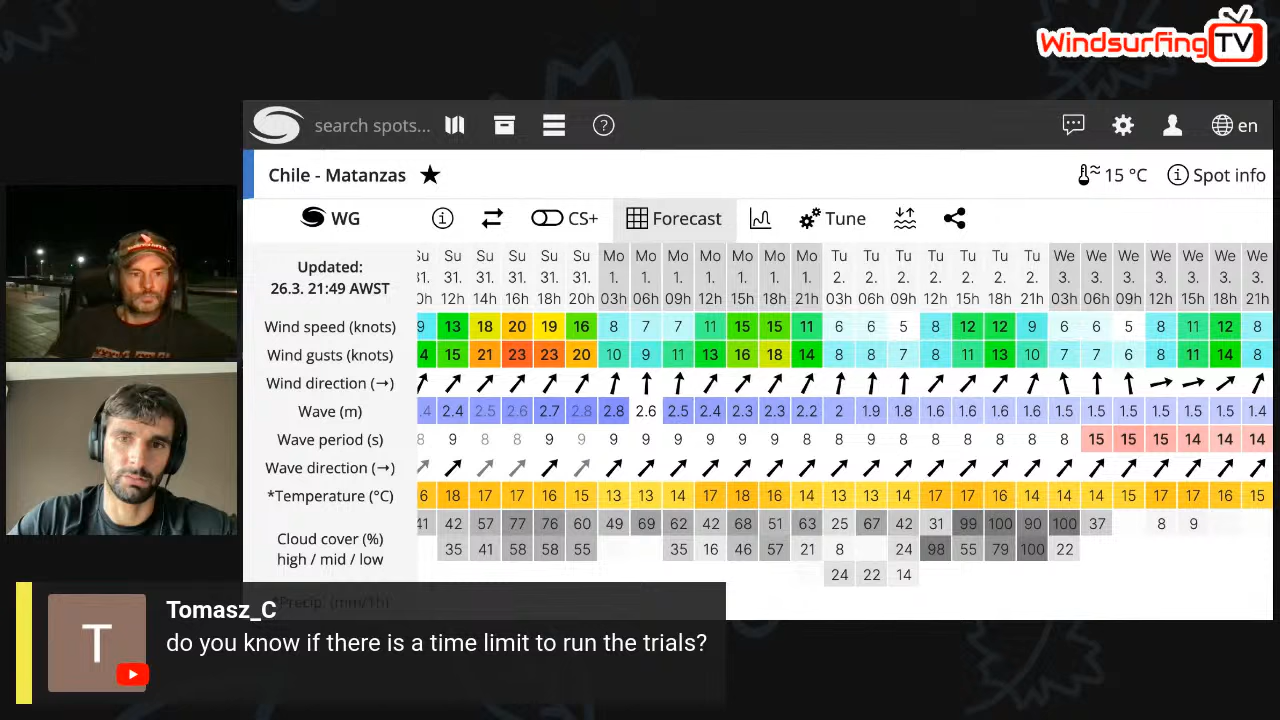 Windsurfing TV
search spots... ? en
Chile - Matanzas ★ 15 °C Spot info
WG CS+ Forecast Tune
Su Su Su Su Su Su Mo Mo Mo Mo Mo Mo Mo Tu Tu Tu Tu Tu Tu Tu We We We We We We We
31. 31. 31. 31. 31. 31. 1. 1. 1. 1. 1. 1. 1. 2. 2. 2. 2. 2. 2. 2. 3. 3. 3. 3. 3. 3. 3.
0h 12h 14h 16h 18h 20h 03h 06h 09h 12h 15h 18h 21h 03h 06h 09h 12h 15h 18h 21h 03h 06h 09h 12h 15h 18h 21h
Updated:
26.3. 21:49 AWST
Wind speed (knots) 9 13 18 20 19 16 8 7 7 11 15 15 11 6 6 5 8 12 12 9 6 6 5 8 11 12 8
Wind gusts (knots) 4 15 21 23 23 20 10 9 11 13 16 18 14 8 8 7 8 11 13 10 7 7 6 8 11 14 8
Wind direction (→)
Wave (m) .4 2.4 2.5 2.6 2.7 2.8 2.8 2.6 2.5 2.4 2.3 2.3 2.2 2 1.9 1.8 1.6 1.6 1.6 1.6 1.5 1.5 1.5 1.5 1.5 1.5 1.4
Wave period (s) 8 9 8 8 9 9 9 9 9 9 9 9 9 8 9 8 8 8 8 8 8 15 15 15 14 14 14
Wave direction (→)
*Temperature (°C) 6 18 17 17 16 15 13 13 14 17 18 16 14 13 13 14 17 17 16 14 14 14 15 17 17 16 15
Cloud cover (%)
high / mid / low
41 42 57 77 76 60 49 69 62 42 68 51 63 25 67 42 31 99 100 90 100 37 8 9
35 41 58 58 55 35 16 46 57 21 8 24 98 55 79 100 22
24 22 14
*Precip. (mm/1h)
T
Tomasz_C
do you know if there is a time limit to run the trials?